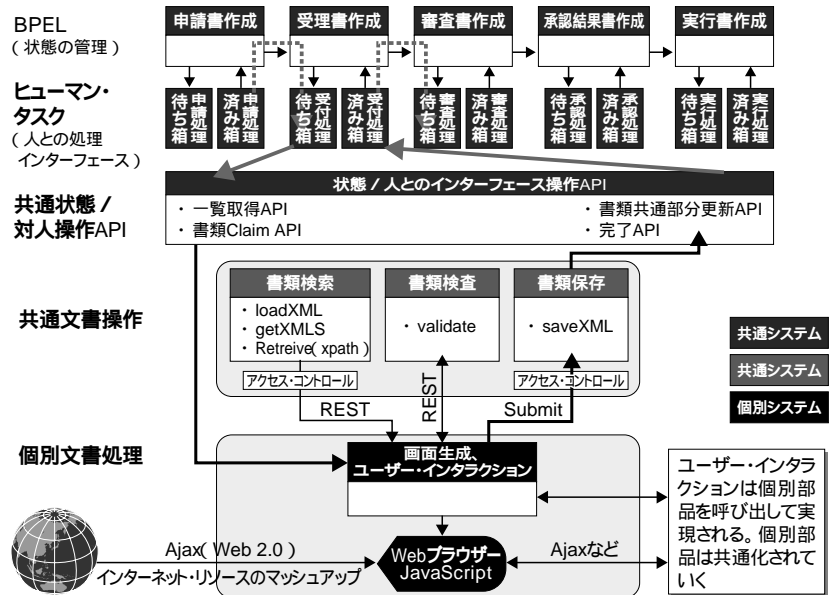 BPEL
(状態の管理)
申請書作成
受理書作成
審査書作成
承認結果書作成
実行書作成
ヒューマン・
タスク
(人との処理
インターフェース)
申請処理
待ち箱
申請処理
済み箱
受付処理
待ち箱
受付処理
済み箱
審査処理
待ち箱
審査処理
済み箱
承認処理
待ち箱
承認処理
済み箱
実行処理
待ち箱
実行処理
済み箱
共通状態 /
対人操作API
状態 / 人とのインターフェース操作API
・ 一覧取得API
・ 書類Claim API
・ 書類共通部分更新API
・ 完了API
共通文書操作
書類検索
・ loadXML
・ getXMLS
・ Retreive(xpath)
書類検査
・ validate
書類保存
・ saveXML
アクセス・コントロール
アクセス・コントロール
共通システム
共通システム
個別システム
REST
REST
Submit
個別文書処理
画面生成、
ユーザー・インタラクション
ユーザー・インタラ
クションは個別部
品を呼び出して実
現される。個別部
品は共通化されて
いく
Ajax(Web 2.0)
インターネット・リソースのマッシュアップ
Webブラウザー
JavaScript
Ajaxなど